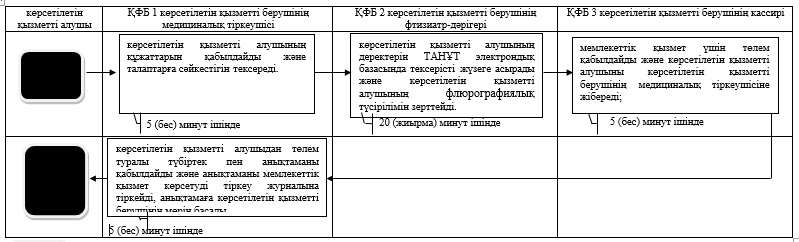 көрсетілетін
қызметті алушы
ҚФБ 1 көрсетілетін қызметті берушінің
медициналық тіркеушісі
ҚФБ 2 көрсетілетін қызметті берушінің
фтизиатр-дәрігері
ҚФБ 3 көрсетілетін қызметті берушінің кассирі
көрсетілетін қызметті алушының
құжаттарын қабылдайды және
талаптарға сәйкестігін тексереді.
5 (бес) минут ішінде
көрсетілетін қызметті алушының
деректерін ТАНҰТ электрондық
базасында тексерісті жүзеге асырады
және көрсетілетін қызметті
алушының флюрографиялық
түсірілімін зерттейді.
20 (жиырма) минут ішінде
мемлекеттік қызмет үшін төлем
қабылдайды және көрсетілетін қызметті
алушыны көрсетілетін қызметті
берушінің медициналық тіркеушісіне
жібереді;
5 (бес) минут ішінде
көрсетілетін қызметті алушыдан төлем
туралы түбіртек пен анықтаманы
қабылдайды және анықтаманы мемлекеттік
қызмет көрсетуді тіркеу журналына
тіркейді, анықтамаға көрсетілетін қызметті
берушінің мөрін басады
5 (бес) минут ішінде